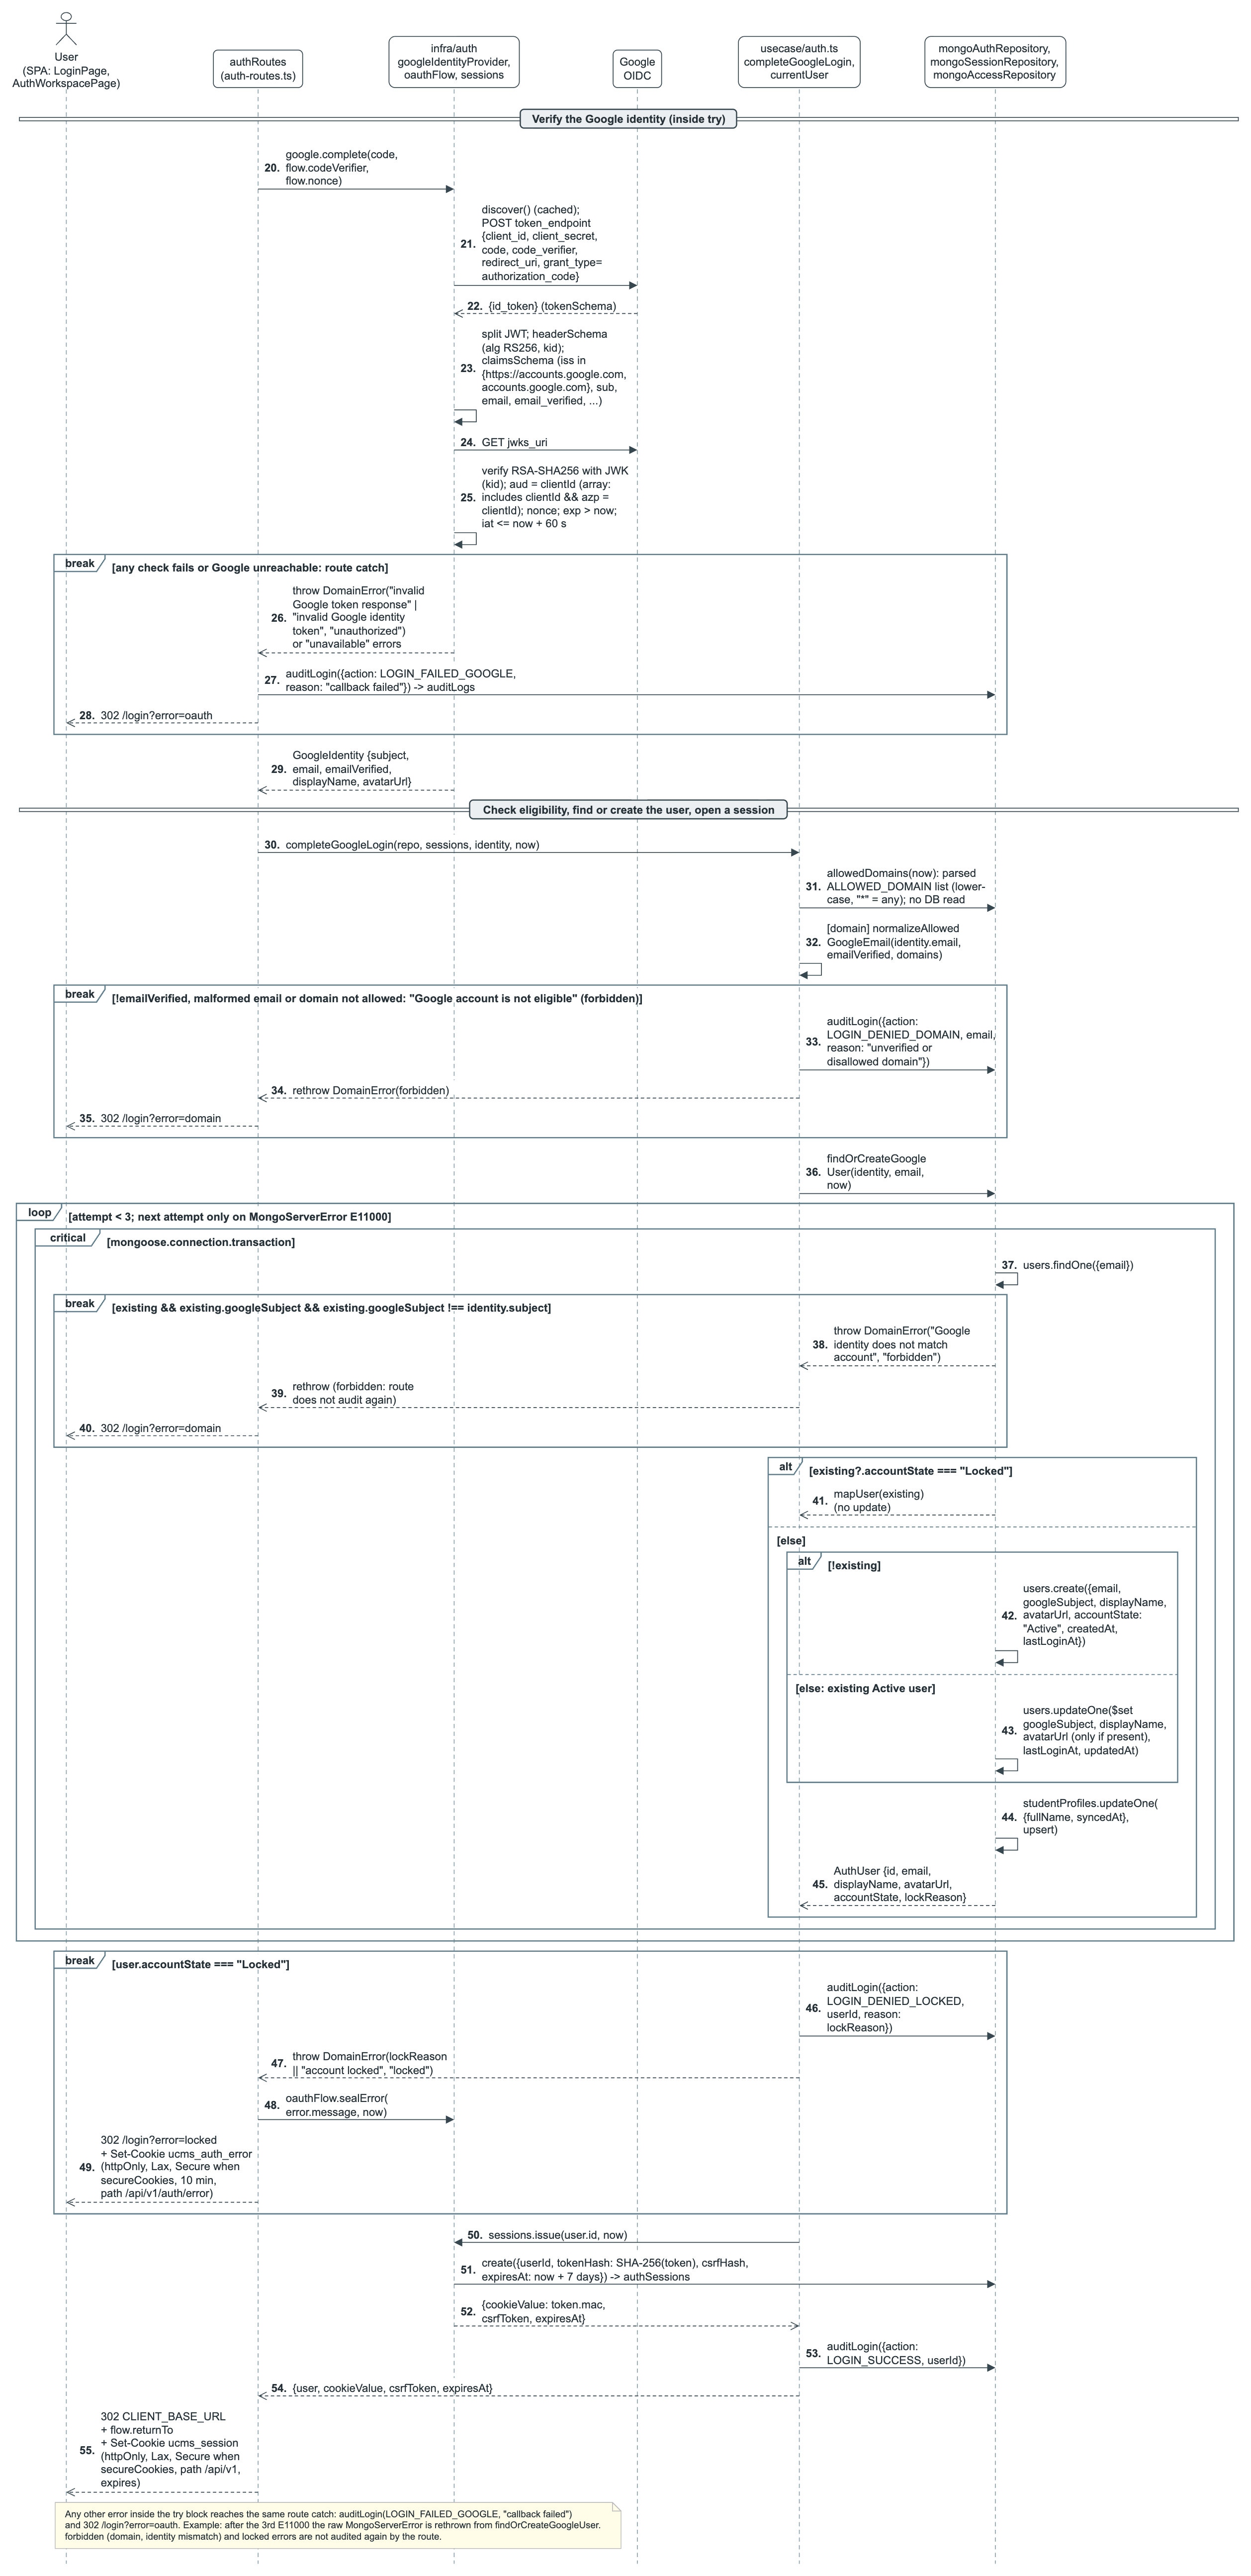 User
(SPA: LoginPage,
AuthWorkspacePage)
authRoutes
(auth-routes.ts)
infra/auth
googleIdentityProvider,
oauthFlow, sessions
Google
OIDC
usecase/auth.ts
completeGoogleLogin,
currentUser
mongoAuthRepository,
mongoSessionRepository,
mongoAccessRepository
Verify the Google identity (inside try)
20. google.complete(code,
flow.codeVerifier,
flow.nonce)
21. discover() (cached);
POST token_endpoint
{client_id, client_secret,
code, code_verifier,
redirect_uri, grant_type=
authorization_code}
22. {id_token} (tokenSchema)
23. split JWT; headerSchema
(alg RS256, kid);
claimsSchema (iss in
{https://accounts.google.com,
accounts.google.com}, sub,
email, email_verified, ...)
24. GET jwks_uri
25. verify RSA-SHA256 with JWK
(kid); aud = clientId (array:
includes clientId && azp =
clientId); nonce; exp > now;
iat <= now + 60 s
break [any check fails or Google unreachable: route catch]
26. throw DomainError("invalid
Google token response" |
"invalid Google identity
token", "unauthorized")
or "unavailable" errors
27. auditLogin({action: LOGIN_FAILED_GOOGLE,
reason: "callback failed"}) -> auditLogs
28. 302 /login?error=oauth
29. GoogleIdentity {subject,
email, emailVerified,
displayName, avatarUrl}
Check eligibility, find or create the user, open a session
30. completeGoogleLogin(repo, sessions, identity, now)
31. allowedDomains(now): parsed
ALLOWED_DOMAIN list (lower-
case, "*" = any); no DB read
32. [domain] normalizeAllowed
GoogleEmail(identity.email,
emailVerified, domains)
break [!emailVerified, malformed email or domain not allowed: "Google account is not eligible" (forbidden)]
33. auditLogin({action:
LOGIN_DENIED_DOMAIN, email,
reason: "unverified or
disallowed domain"})
34. rethrow DomainError(forbidden)
35. 302 /login?error=domain
36. findOrCreateGoogle
User(identity, email,
now)
loop [attempt < 3; next attempt only on MongoServerError E11000]
critical [mongoose.connection.transaction]
37. users.findOne({email})
break [existing && existing.googleSubject && existing.googleSubject !== identity.subject]
38. throw DomainError("Google
identity does not match
account", "forbidden")
39. rethrow (forbidden: route
does not audit again)
40. 302 /login?error=domain
alt [existing?.accountState === "Locked"]
41. mapUser(existing)
(no update)
[else]
alt [!existing]
42. users.create({email,
googleSubject, displayName,
avatarUrl, accountState:
"Active", createdAt,
lastLoginAt})
[else: existing Active user]
43. users.updateOne($set
googleSubject, displayName,
avatarUrl (only if present),
lastLoginAt, updatedAt)
44. studentProfiles.updateOne(
{fullName, syncedAt},
upsert)
45. AuthUser {id, email,
displayName, avatarUrl,
accountState, lockReason}
break [user.accountState === "Locked"]
46. auditLogin({action:
LOGIN_DENIED_LOCKED,
userId, reason:
lockReason})
47. throw DomainError(lockReason
|| "account locked", "locked")
48. oauthFlow.sealError(
error.message, now)
49. 302 /login?error=locked
+ Set-Cookie ucms_auth_error
(httpOnly, Lax, Secure when
secureCookies, 10 min,
path /api/v1/auth/error)
50. sessions.issue(user.id, now)
51. create({userId, tokenHash: SHA-256(token), csrfHash,
expiresAt: now + 7 days}) -> authSessions
52. {cookieValue: token.mac,
csrfToken, expiresAt}
53. auditLogin({action:
LOGIN_SUCCESS, userId})
54. {user, cookieValue, csrfToken, expiresAt}
55. 302 CLIENT_BASE_URL
+ flow.returnTo
+ Set-Cookie ucms_session
(httpOnly, Lax, Secure when
secureCookies, path /api/v1,
expires)
Any other error inside the try block reaches the same route catch: auditLogin(LOGIN_FAILED_GOOGLE, "callback failed")
and 302 /login?error=oauth. Example: after the 3rd E11000 the raw MongoServerError is rethrown from findOrCreateGoogleUser.
forbidden (domain, identity mismatch) and locked errors are not audited again by the route.